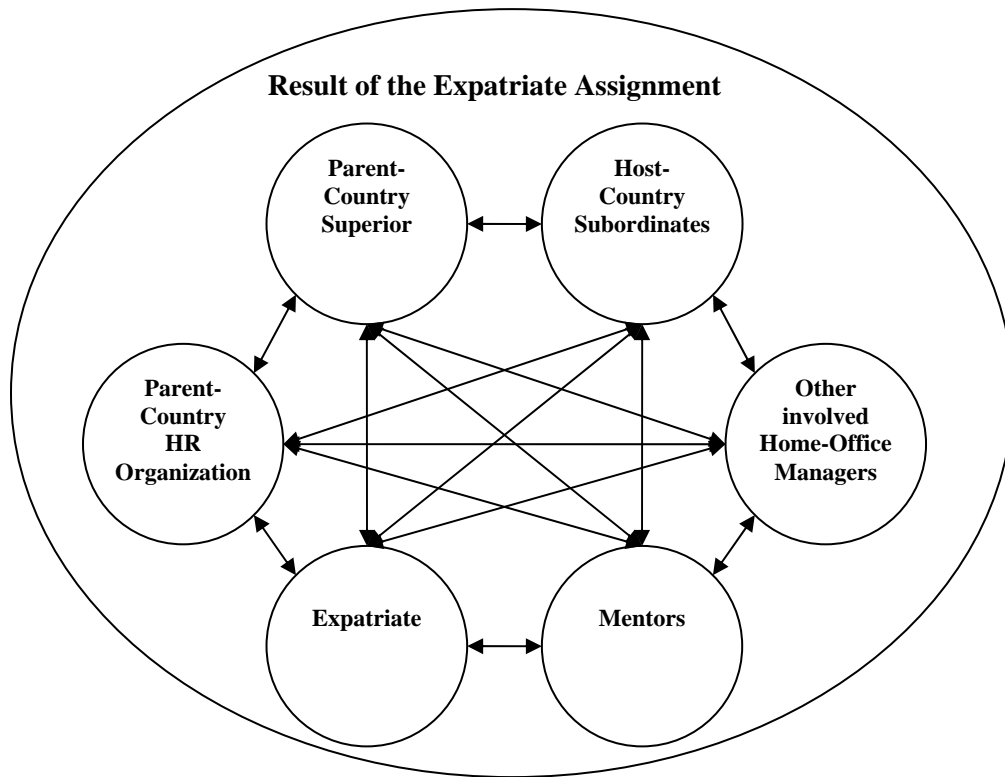 Result of the Expatriate Assignment
Parent-
Country
Superior
Host-
Country
Subordinates
Parent-
Country
HR
Organization
Other
involved
Home-Office
Managers
Expatriate
Mentors